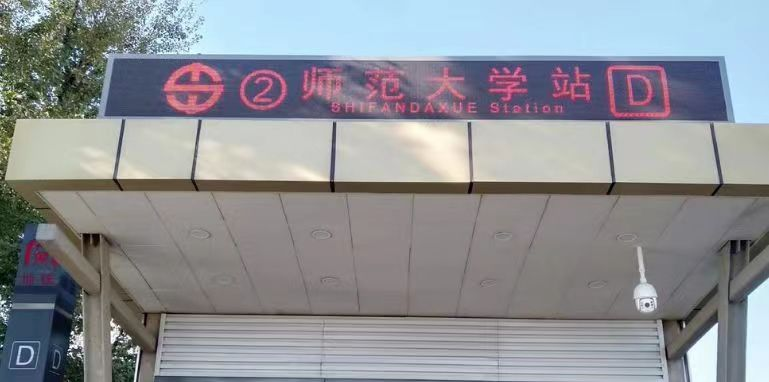 ② 师范大学站 D
SHIFANDAXUE Station
D
D